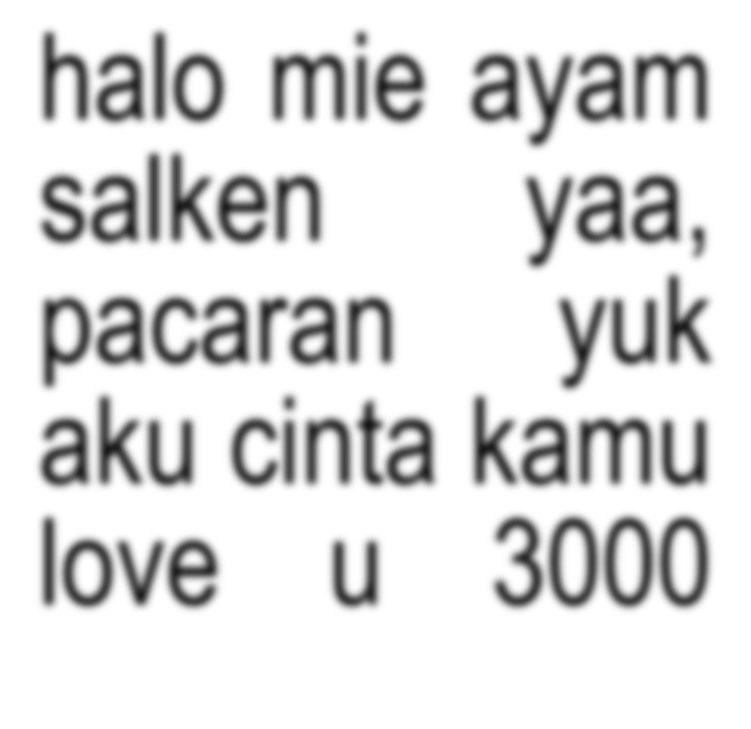 halo mie ayam
salken yaa,
pacaran yuk
aku cinta kamu
love u 3000